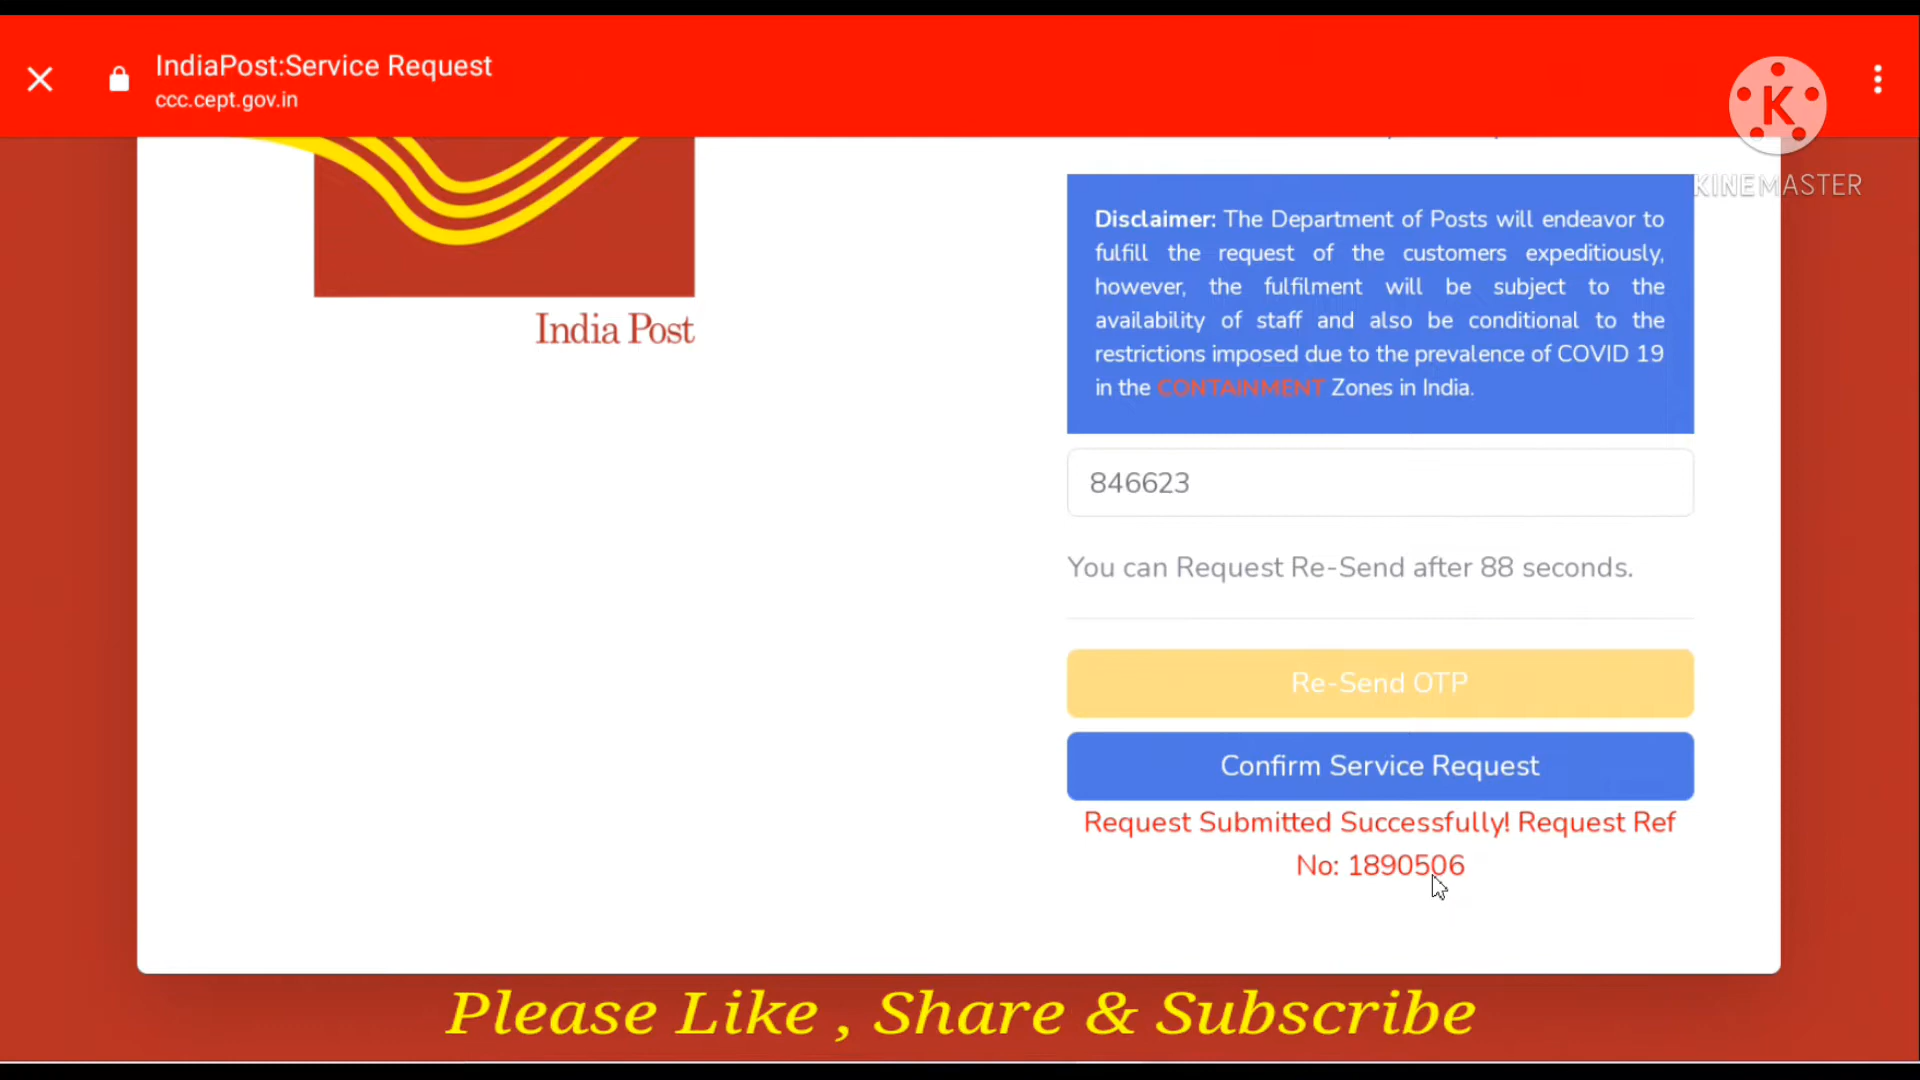 IndiaPost:Service Request
ccc.cept.gov.in
K
KINEMASTER
Disclaimer: The Department of Posts will endeavor to
fulfill the request of the customers expeditiously,
however, the fulfilment will be subject to the
availability of staff and also be conditional to the
restrictions imposed due to the prevalence of COVID 19
in the CONTAINMENT Zones in India.
India Post
846623
You can Request Re-Send after 88 seconds.
Re-Send OTP
Confirm Service Request
Request Submitted Successfully! Request Ref
No: 1890506
Please Like , Share & Subscribe